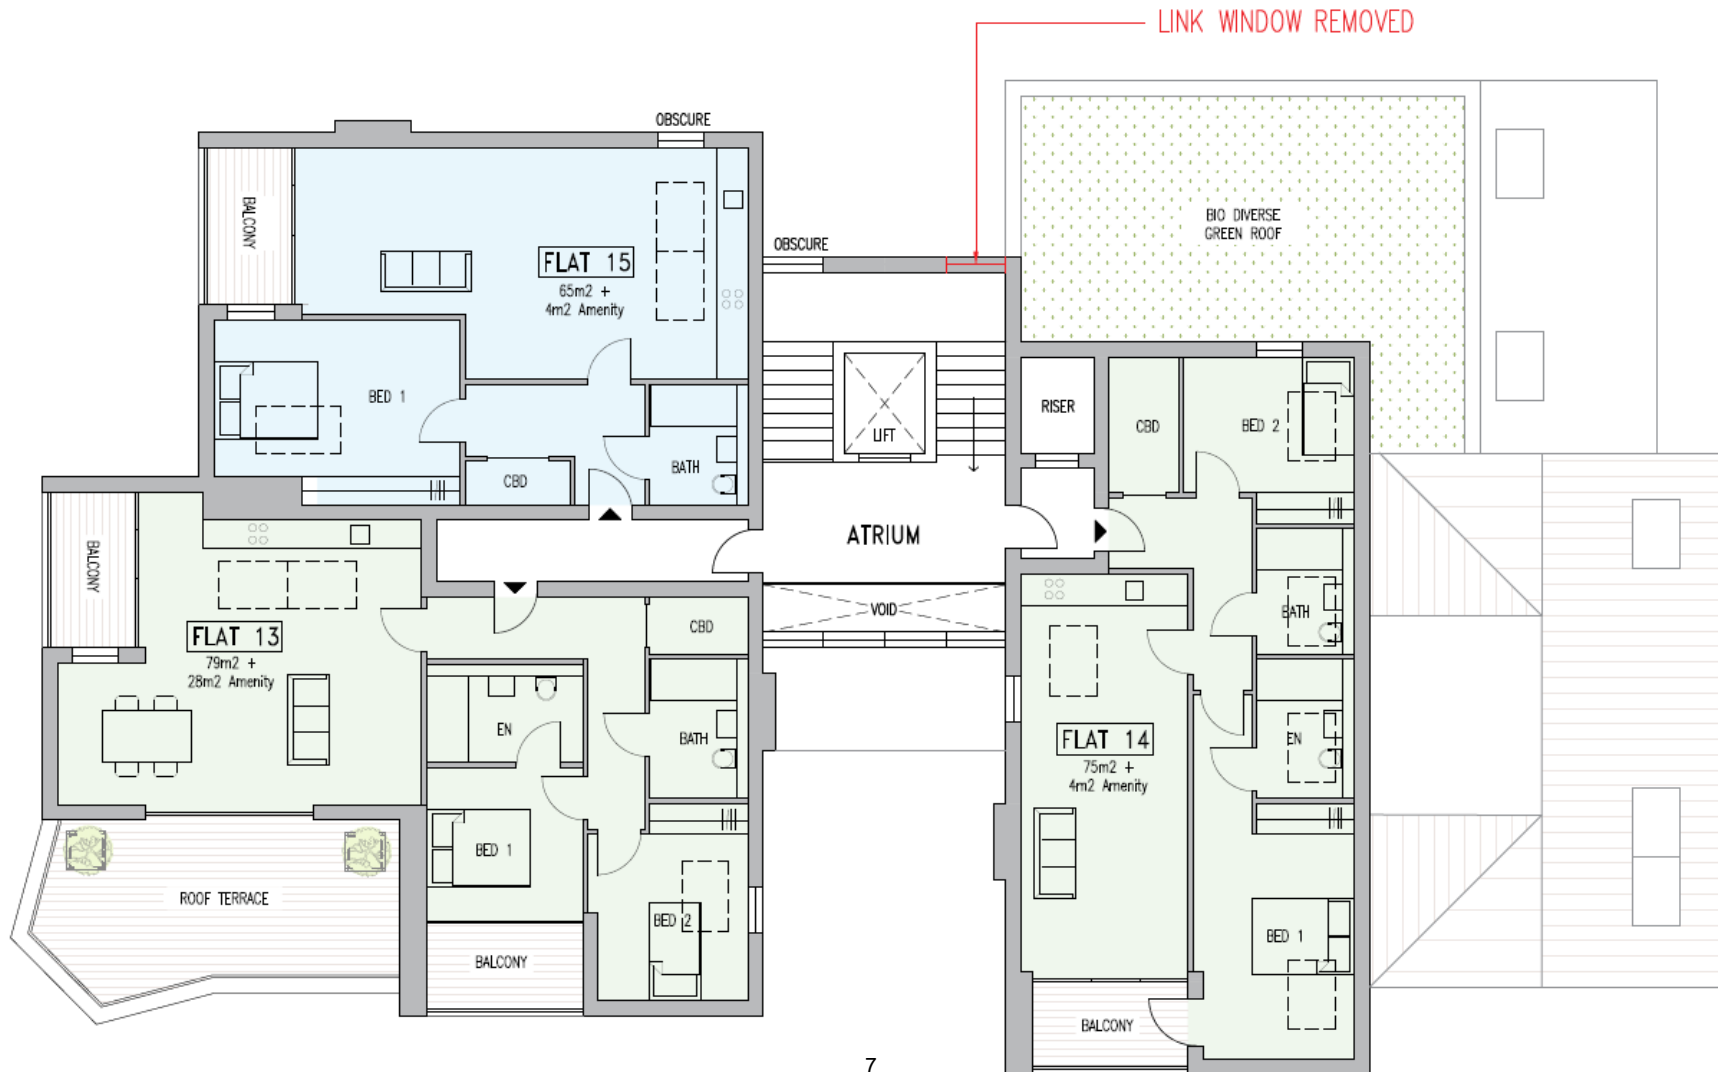 LINK WINDOW REMOVED
OBSCURE
BALCONY
FLAT 15
65m2 +
4m2 Amenity
OBSCURE
BIO DIVERSE
GREEN ROOF
BED 1
CBD
BATH
LIFT
RISER
CBD
BED 2
ATRIUM
VOID
BALCONY
FLAT 13
79m2 +
28m2 Amenity
CBD
EN
BATH
BATH
EN
FLAT 14
75m2 +
4m2 Amenity
BED 1
BED 2
ROOF TERRACE
BALCONY
BED 1
BALCONY
7